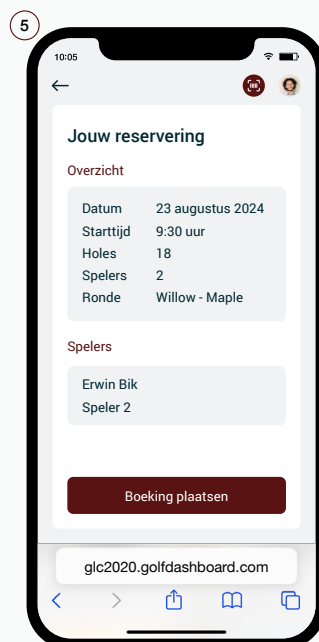 5
10:05
Jouw reservering
Overzicht
Datum 23 augustus 2024
Starttijd 9:30 uur
Holes 18
Spelers 2
Ronde Willow - Maple
Spelers
Erwin Bik
Speler 2
Boeking plaatsen
glc2020.golfdashboard.com